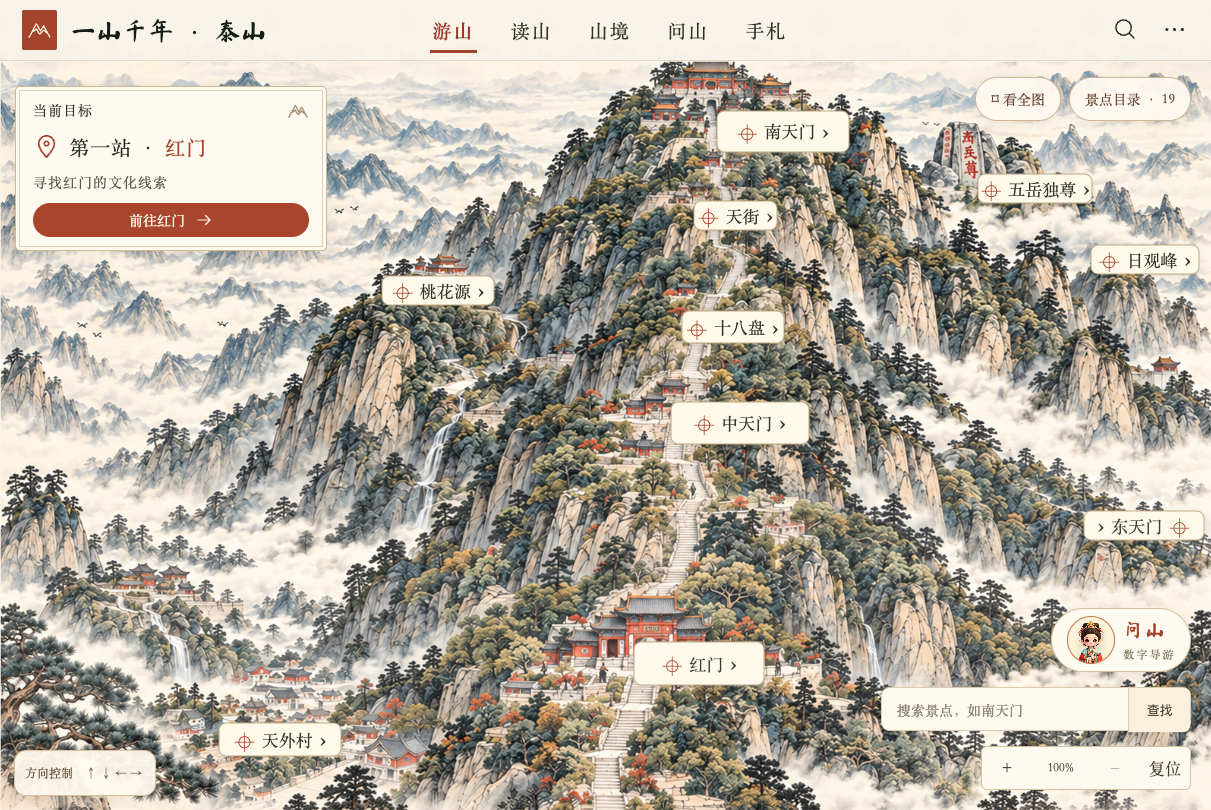 一山千年 · 泰山
游山 读山 山境 问山 手札
当前目标
第一站 · 红门
寻找红门的文化线索
前往红门 →
看全图
景点目录 · 19
南天门 ›
五岳独尊 ›
天街 ›
日观峰 ›
桃花源 ›
十八盘 ›
中天门 ›
› 东天门
问山
数字导游
红门 ›
搜索景点，如南天门 查找
天外村 ›
方向控制 ↑ ↓ ← →
+ 100% − 复位